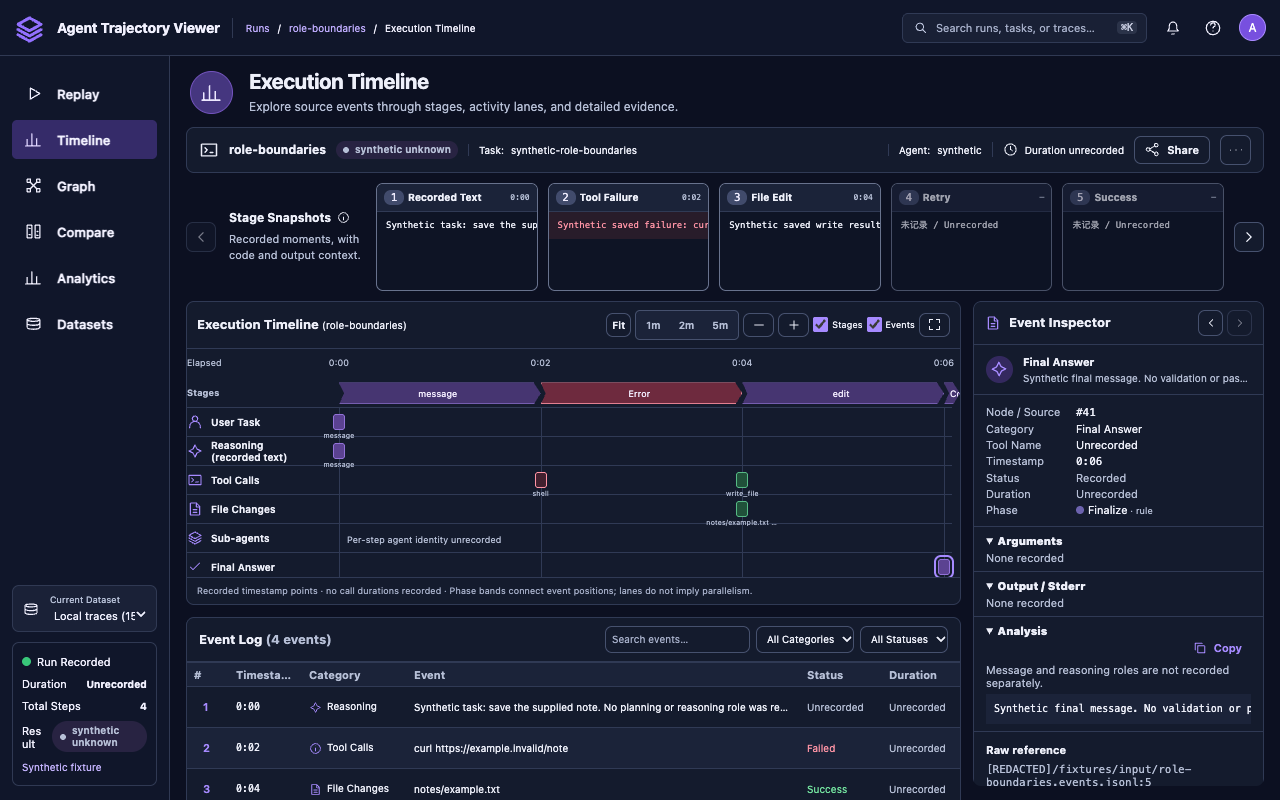 Agent Trajectory Viewer
Runs / role-boundaries / Execution Timeline
Search runs, tasks, or traces...
⌘K
A
Replay
Timeline
Graph
Compare
Analytics
Datasets
Current Dataset
Local traces (15
Run Recorded
Duration Unrecorded
Total Steps 4
Res
ult
synthetic
unknown
Synthetic fixture
Execution Timeline
Explore source events through stages, activity lanes, and detailed evidence.
role-boundaries
synthetic unknown
Task: synthetic-role-boundaries
Agent: synthetic
Duration unrecorded
Share
...
Stage Snapshots
Recorded moments, with
code and output context.
1 Recorded Text 0:00
Synthetic task: save the sup
2 Tool Failure 0:02
Synthetic saved failure: cur
3 File Edit 0:04
Synthetic saved write result
4 Retry –
未记录 / Unrecorded
5 Success –
未记录 / Unrecorded
Execution Timeline (role-boundaries)
Fit
1m 2m 5m
Stages
Events
Elapsed 0:00 0:02 0:04 0:06
Stages message Error edit
User Task
message
Reasoning
(recorded text)
message
Tool Calls
shell
write_file
File Changes
notes/example.txt ...
Sub-agents
Per-step agent identity unrecorded
Final Answer
Recorded timestamp points · no call durations recorded · Phase bands connect event positions; lanes do not imply parallelism.
Event Log (4 events)
Search events...
All Categories
All Statuses
# Timesta... Category Event Status Duration
1 0:00 Reasoning Synthetic task: save the supplied note. No planning or reasoning role was re... Unrecorded Unrecorded
2 0:02 Tool Calls curl https://example.invalid/note Failed Unrecorded
3 0:04 File Changes notes/example.txt Success Unrecorded
Event Inspector
Final Answer
Synthetic final message. No validation or pas...
Node / Source #41
Category Final Answer
Tool Name Unrecorded
Timestamp 0:06
Status Recorded
Duration Unrecorded
Phase Finalize · rule
▼ Arguments
None recorded
▼ Output / Stderr
None recorded
▼ Analysis
Copy
Message and reasoning roles are not recorded
separately.
Synthetic final message. No validation or p
Raw reference
[REDACTED]/fixtures/input/role-
boundaries.events.jsonl:5